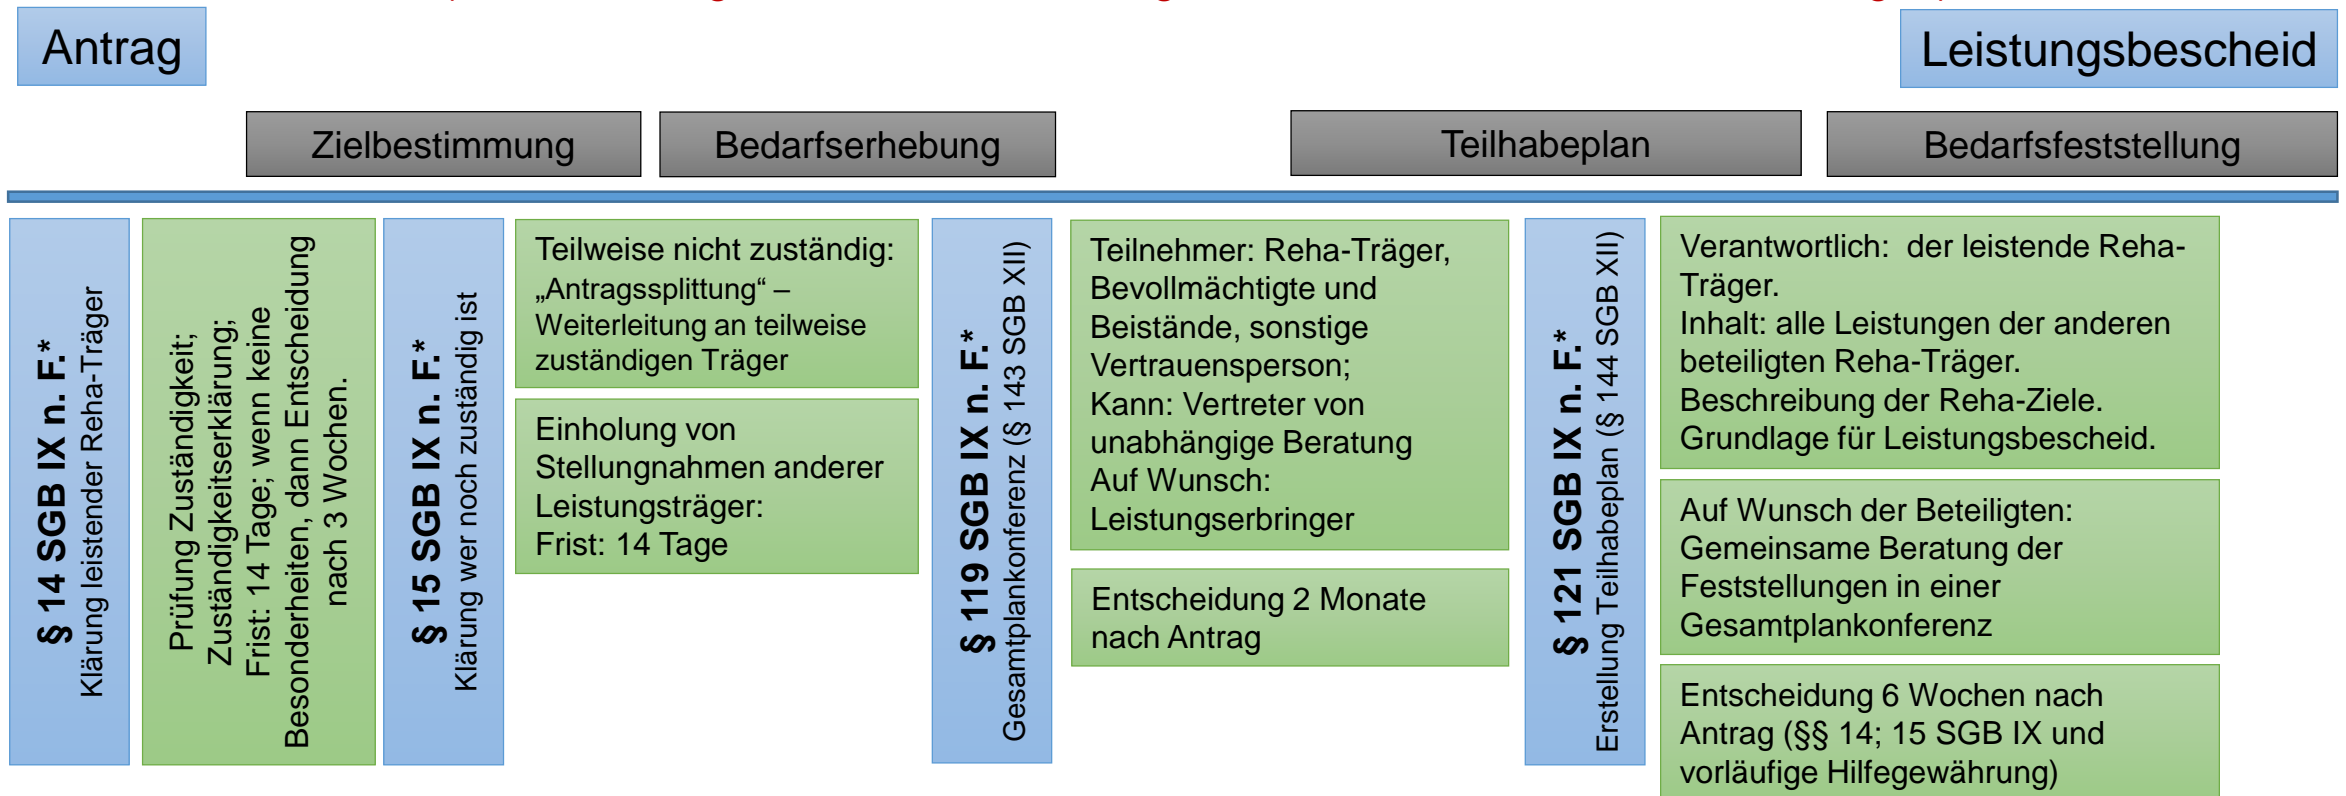 Antrag
Leistungsbescheid
Zielbestimmung
Bedarfserhebung
Teilhabeplan
Bedarfsfeststellung
§ 14 SGB IX n. F.*
Klärung leistender Reha-Träger
Prüfung Zuständigkeit;
Zuständigkeitserklärung;
Frist: 14 Tage; wenn keine
Besonderheiten, dann Entscheidung
nach 3 Wochen.
§ 15 SGB IX n. F.*
Klärung wer noch zuständig ist
Teilweise nicht zuständig:
„Antragssplittung“ –
Weiterleitung an teilweise
zuständigen Träger
Einholung von
Stellungnahmen anderer
Leistungsträger:
Frist: 14 Tage
§ 119 SGB IX n. F.*
Gesamtplankonferenz (§ 143 SGB XII)
Teilnehmer: Reha-Träger,
Bevollmächtigte und
Beistände, sonstige
Vertrauensperson;
Kann: Vertreter von
unabhängige Beratung
Auf Wunsch:
Leistungserbringer
Entscheidung 2 Monate
nach Antrag
§ 121 SGB IX n. F.*
Erstellung Teilhabeplan (§ 144 SGB XII)
Verantwortlich: der leistende Reha-
Träger.
Inhalt: alle Leistungen der anderen
beteiligten Reha-Träger.
Beschreibung der Reha-Ziele.
Grundlage für Leistungsbescheid.
Auf Wunsch der Beteiligten:
Gemeinsame Beratung der
Feststellungen in einer
Gesamtplankonferenz
Entscheidung 6 Wochen nach
Antrag (§§ 14; 15 SGB IX und
vorläufige Hilfegewährung)